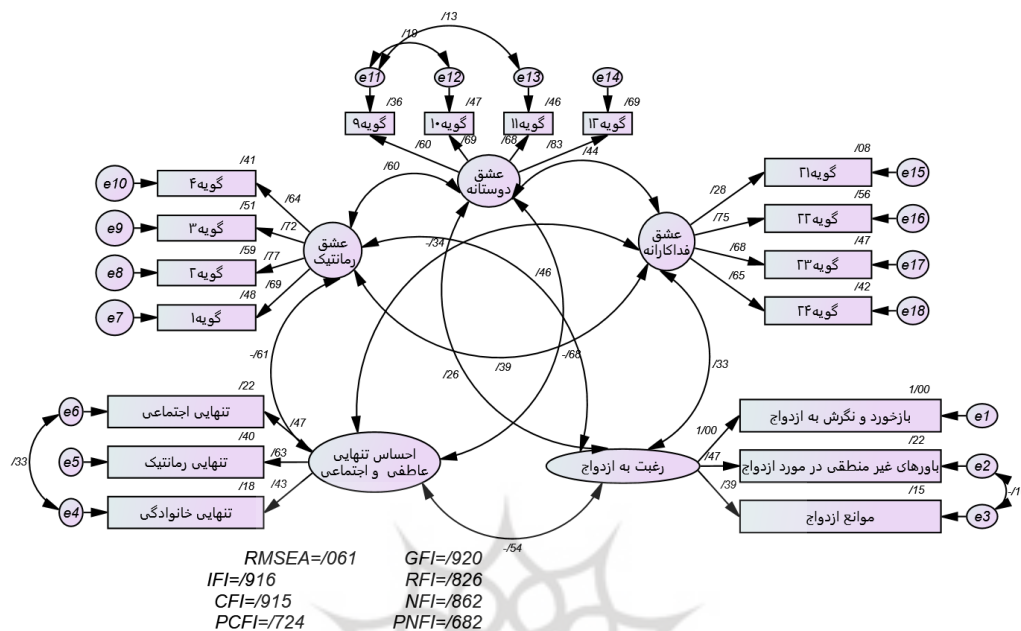 /13
/19
e11
e12
e13
e14
/36
/47
/46
/69
گویه۹
گویه۱۰
گویه۱۱
گویه۱۲
/60
/69
/68
/83
/44
/60
عشق
دوستانه
/41
e10
گویه۴
/64
/51
e9
گویه۳
/72
/59
e8
گویه۲
/77
/48
e7
گویه۱
/69
عشق
رمانتیک
عشق
فداکارانه
/08
گویه۲۱
e15
/28
/56
گویه۲۲
e16
/75
/47
گویه۲۳
e17
/68
/42
گویه۲۴
e18
/65
-/34
/46
-/61
/39
-/68
/26
/33
/22
e6
تنهایی اجتماعی
/47
/40
e5
تنهایی رمانتیک
/63
/33
/18
e4
تنهایی خانوادگی
/43
احساس تنهایی
عاطفی و اجتماعی
رغبت به ازدواج
1/00
بازخورد و نگرش به ازدواج
e1
1/00
/22
باورهای غیر منطقی در مورد ازدواج
e2
/47
/15
موانع ازدواج
e3
/39
-/1
-/54
RMSEA=/061 GFI=/920
IFI=/916 RFI=/826
CFI=/915 NFI=/862
PCFI=/724 PNFI=/682